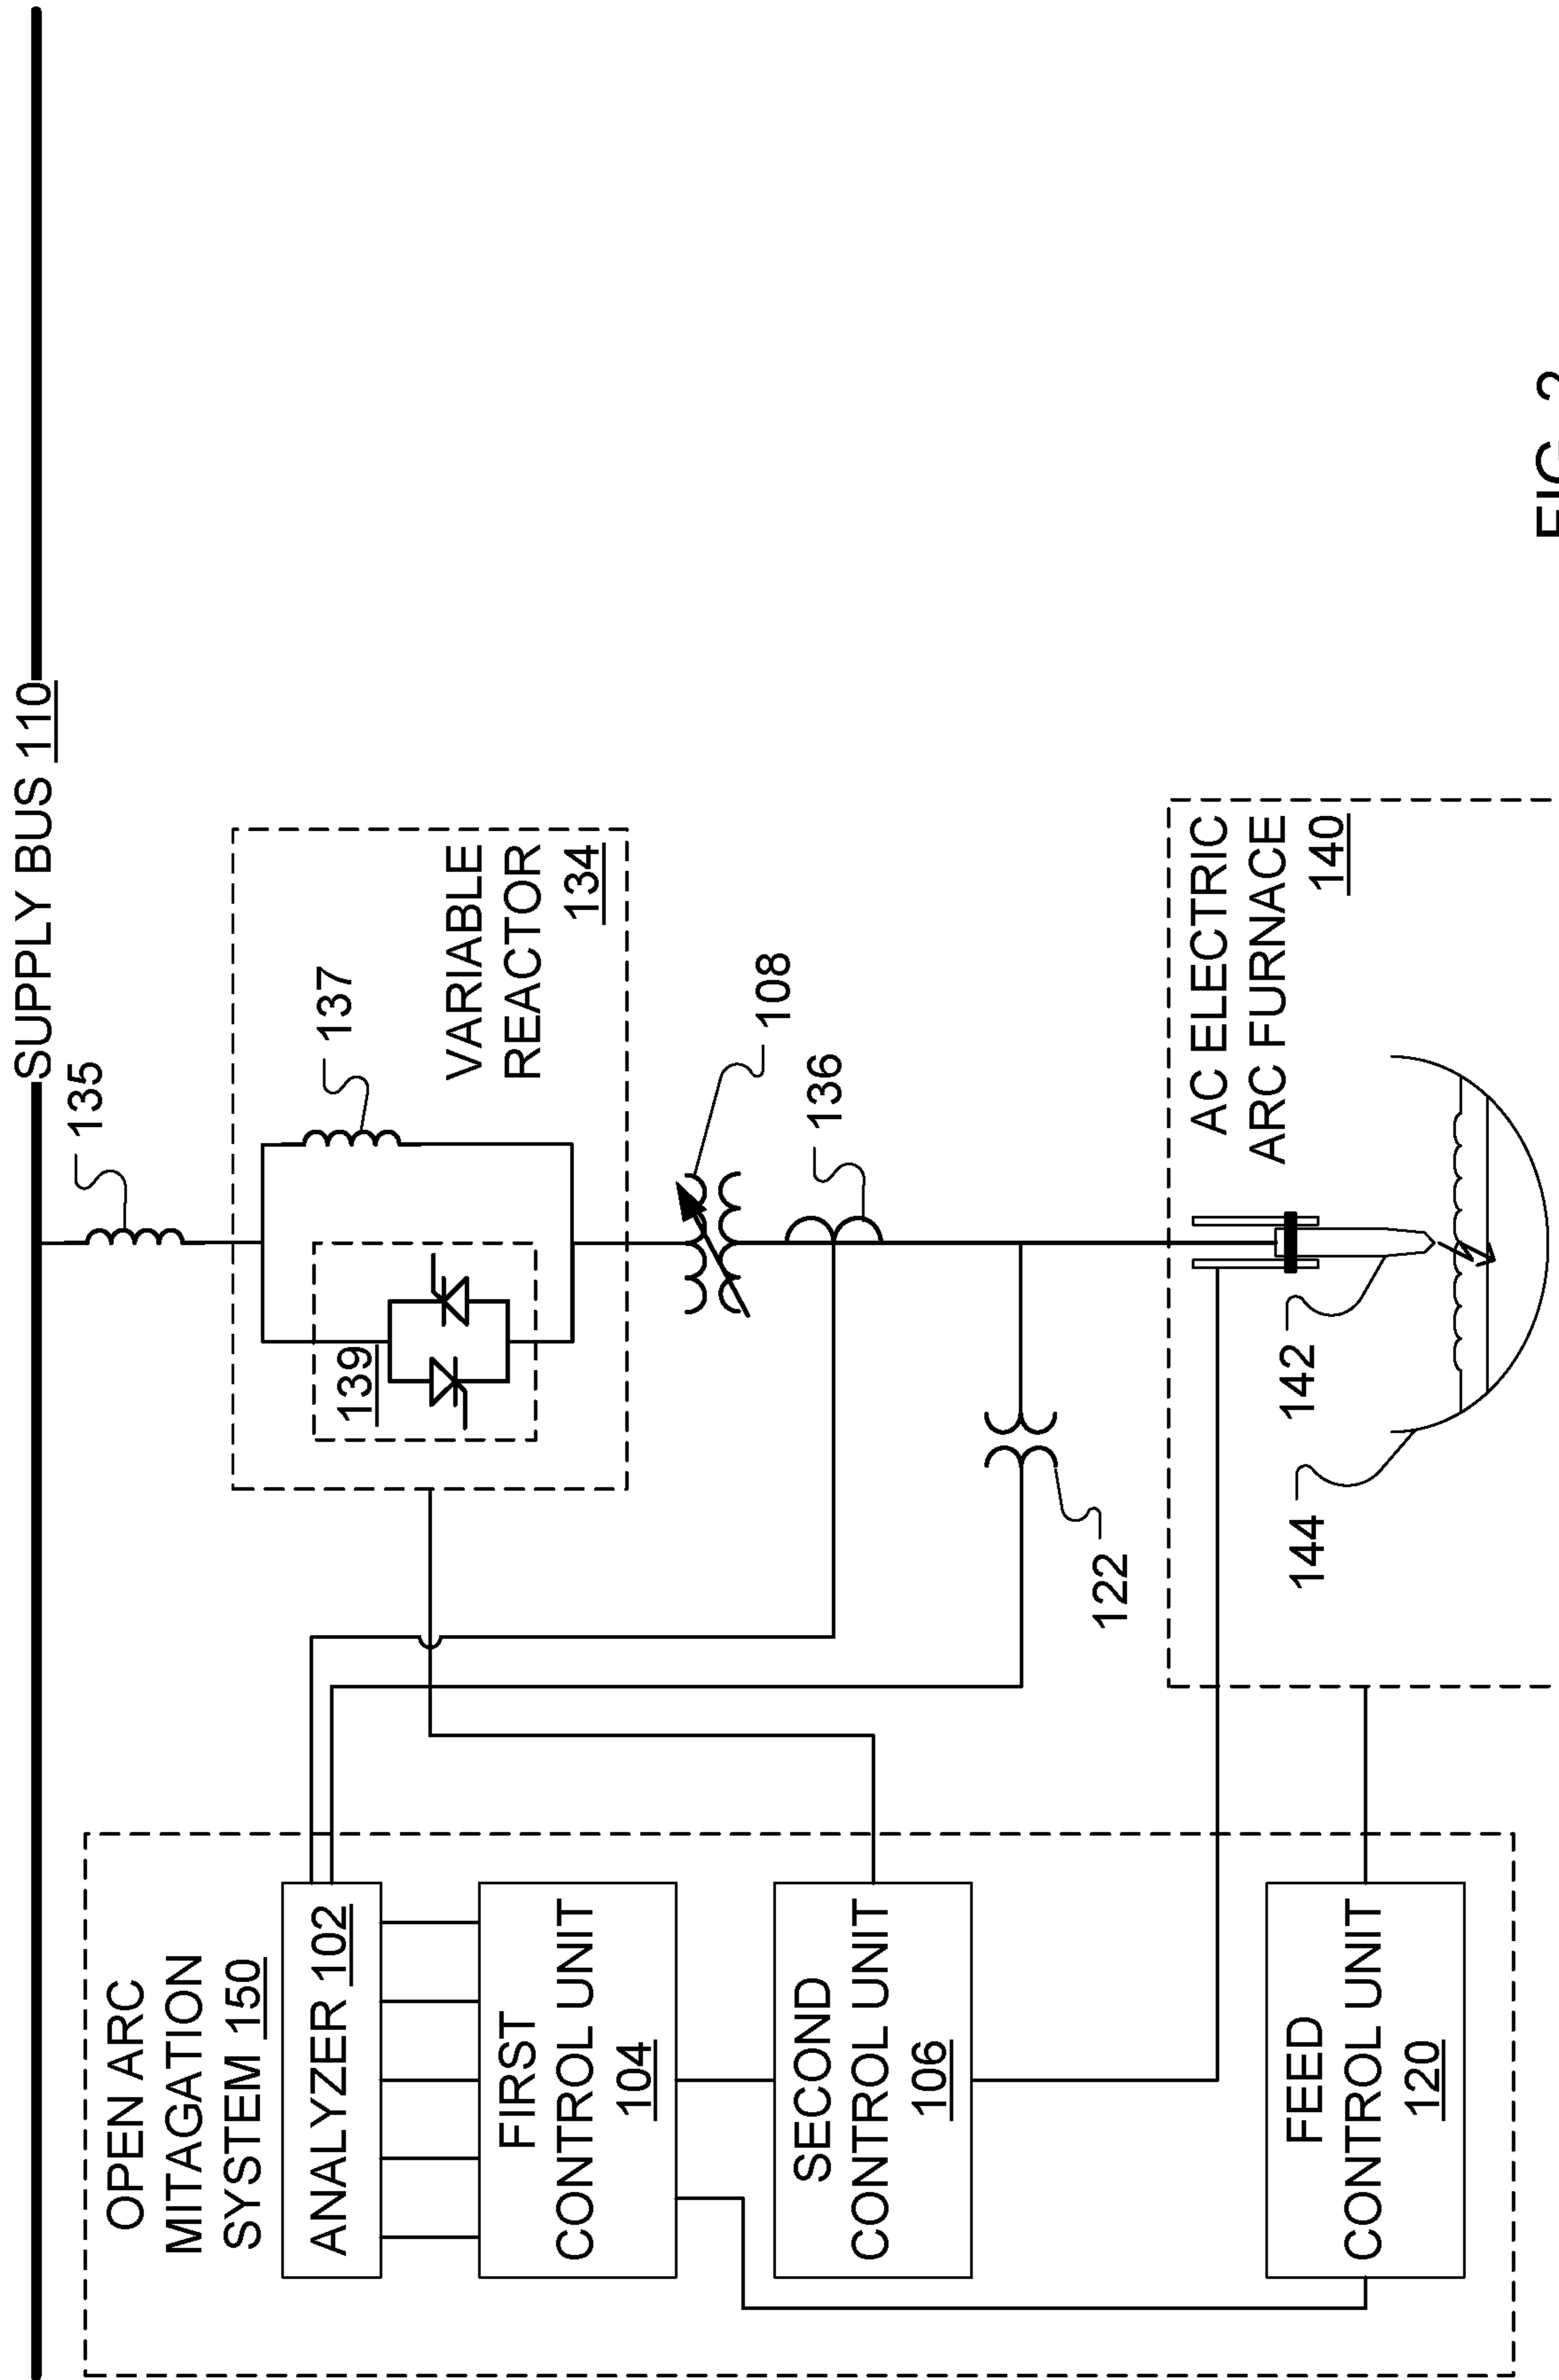 SUPPLY BUS 110
135
137
VARIABLE
REACTOR
134
139
108
136
122
OPEN ARC
MITAGATION
SYSTEM 150
ANALYZER 102
FIRST
CONTROL UNIT
104
SECOND
CONTROL UNIT
106
FEED
CONTROL UNIT
120
AC ELECTRIC
ARC FURNACE
140
142
144
FIG. 2